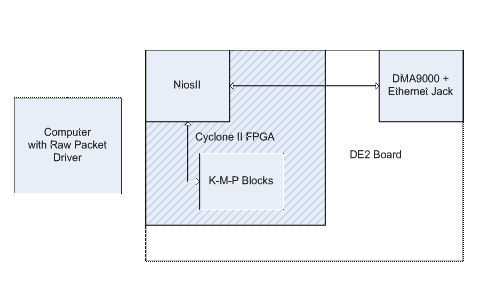 NiosII
DMA9000 +
Ethernet Jack
Computer
with Raw Packet
Driver
Cyclone II FPGA
DE2 Board
K-M-P Blocks